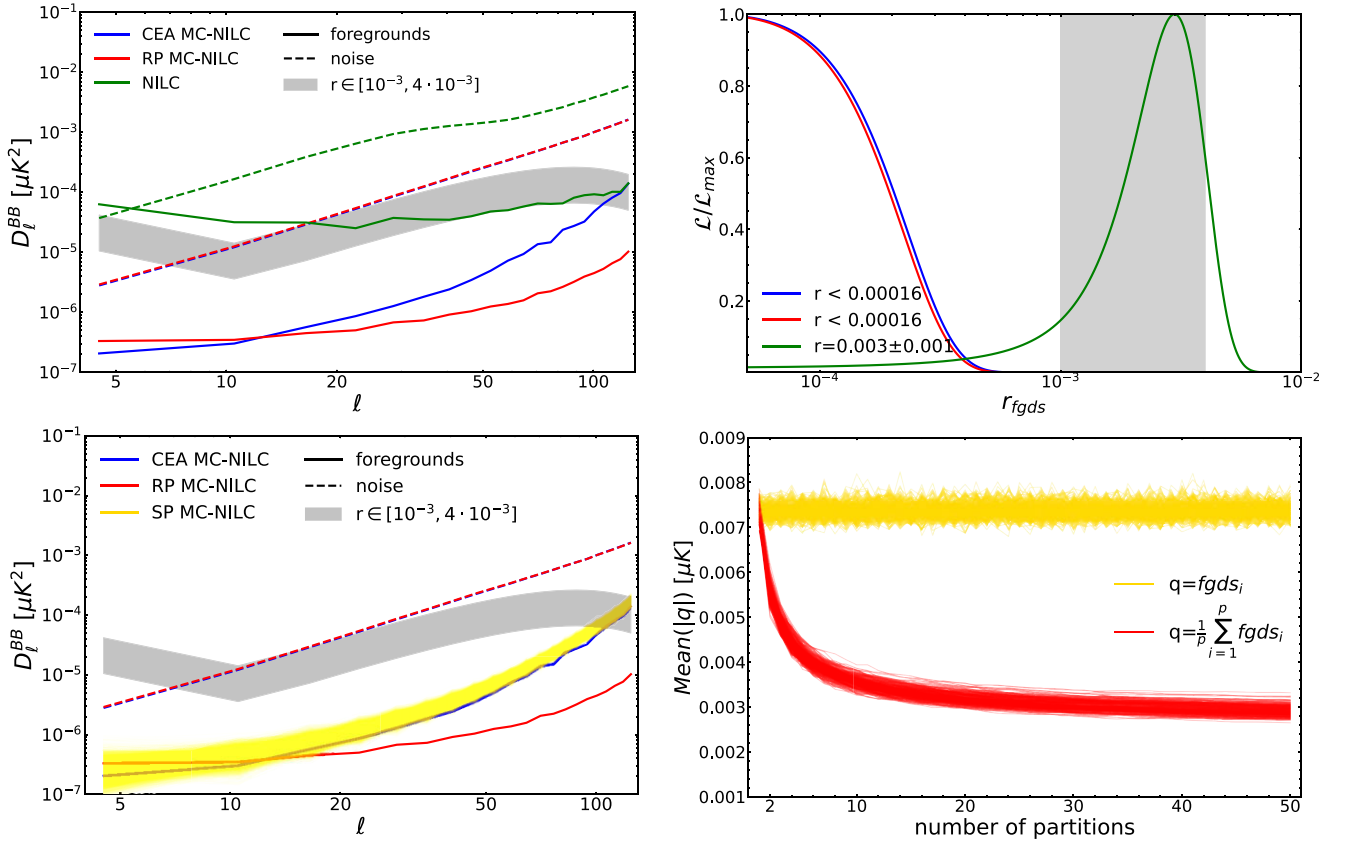 10⁻¹
10⁻²
10⁻³
10⁻⁴
10⁻⁵
10⁻⁶
10⁻⁷
D_ℓ^{BB} [μK²]
CEA MC-NILC
RP MC-NILC
NILC
foregrounds
noise
r ∈ [10⁻³, 4 · 10⁻³]
5 10 20 50 100
ℓ
1.0
0.8
0.6
0.4
0.2
ℒ/ℒ_{max}
r < 0.00016
r < 0.00016
r=0.003±0.001
10⁻⁴ 10⁻³ 10⁻²
r_{fgds}
10⁻¹
10⁻²
10⁻³
10⁻⁴
10⁻⁵
10⁻⁶
10⁻⁷
D_ℓ^{BB} [μK²]
CEA MC-NILC
RP MC-NILC
SP MC-NILC
foregrounds
noise
r ∈ [10⁻³, 4 · 10⁻³]
5 10 20 50 100
ℓ
0.009
0.008
0.007
0.006
0.005
0.004
0.003
0.002
0.001
Mean(|q|) [μK]
q=fgds_i
q=\frac{1}{p}\sum_{i=1}^{p} fgds_i
2 10 20 30 40 50
number of partitions